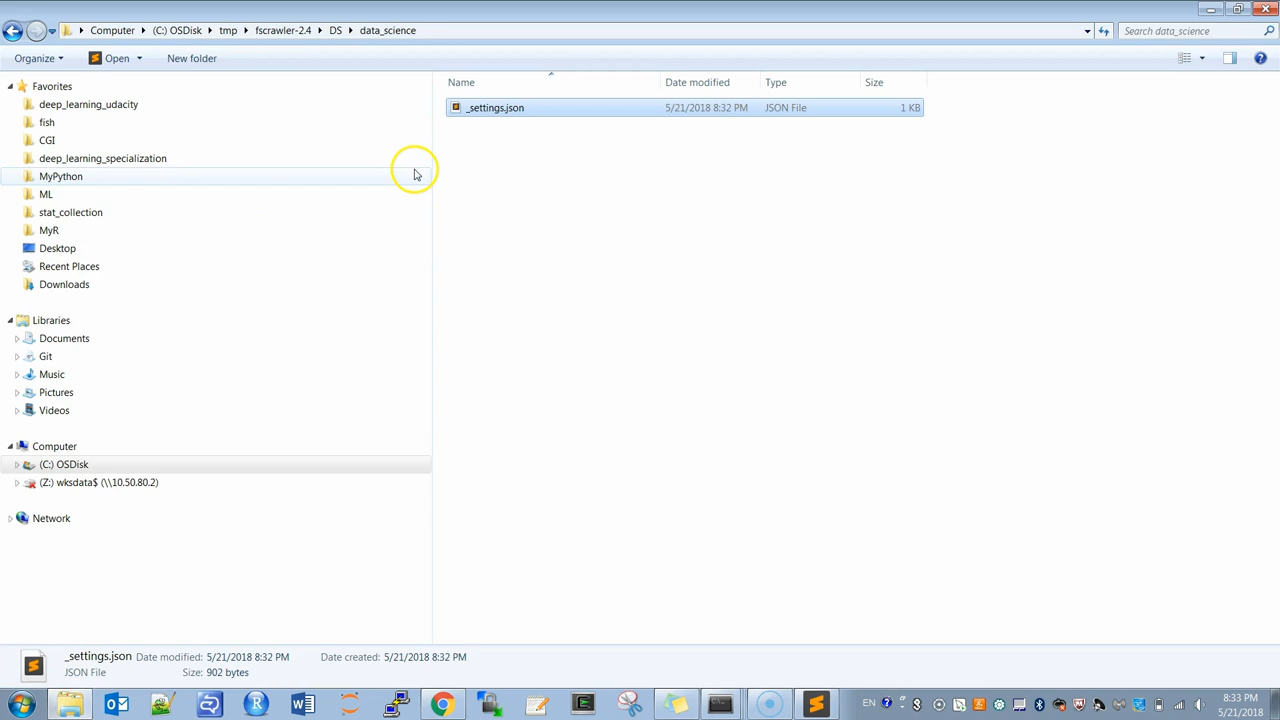 Computer (C:) OSDisk tmp fscrawler-2.4 DS data_science Search data_science
Organize Open New folder
Favorites
deep_learning_udacity
fish
CGI
deep_learning_specialization
MyPython
ML
stat_collection
MyR
Desktop
Recent Places
Downloads
Libraries
Documents
Git
Music
Pictures
Videos
Computer
(C:) OSDisk
(Z:) wksdata$ (\\10.50.80.2)
Network
Name Date modified Type Size
_settings.json 5/21/2018 8:32 PM JSON File 1 KB
_settings.json Date modified: 5/21/2018 8:32 PM Date created: 5/21/2018 8:32 PM
JSON File Size: 902 bytes
EN 8:33 PM
5/21/2018